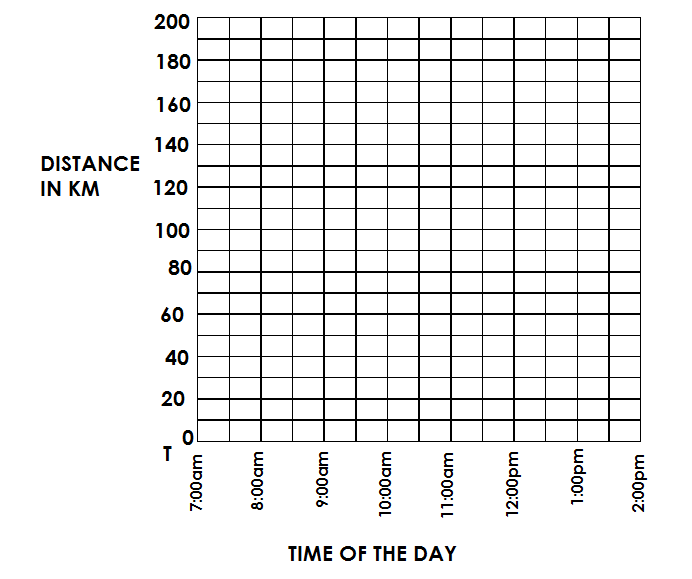 200
180
160
140
DISTANCE
IN KM
120
100
80
60
40
20
0
T
7:00am
8:00am
9:00am
10:00am
11:00am
12:00pm
1:00pm
2:00pm
TIME OF THE DAY